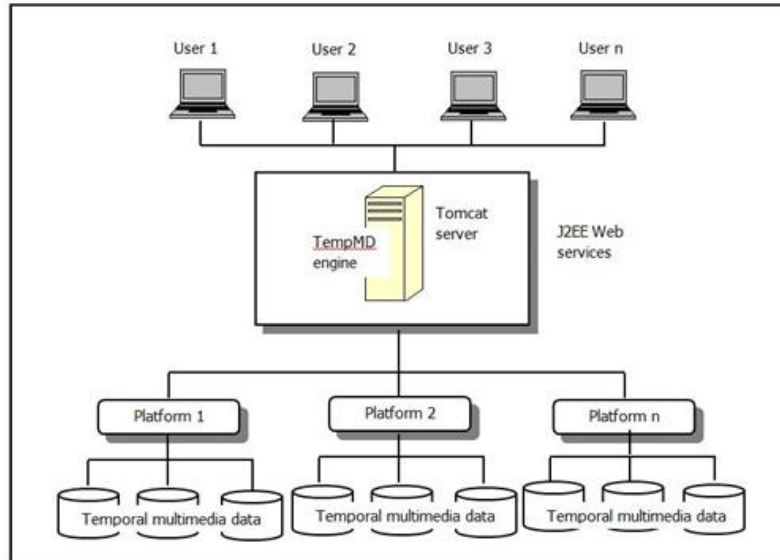 User 1
User 2
User 3
User n
Tomcat
server
TempMD
engine
J2EE Web
services
Platform 1
Platform 2
Platform n
Temporal multimedia data
Temporal multimedia data
Temporal multimedia data